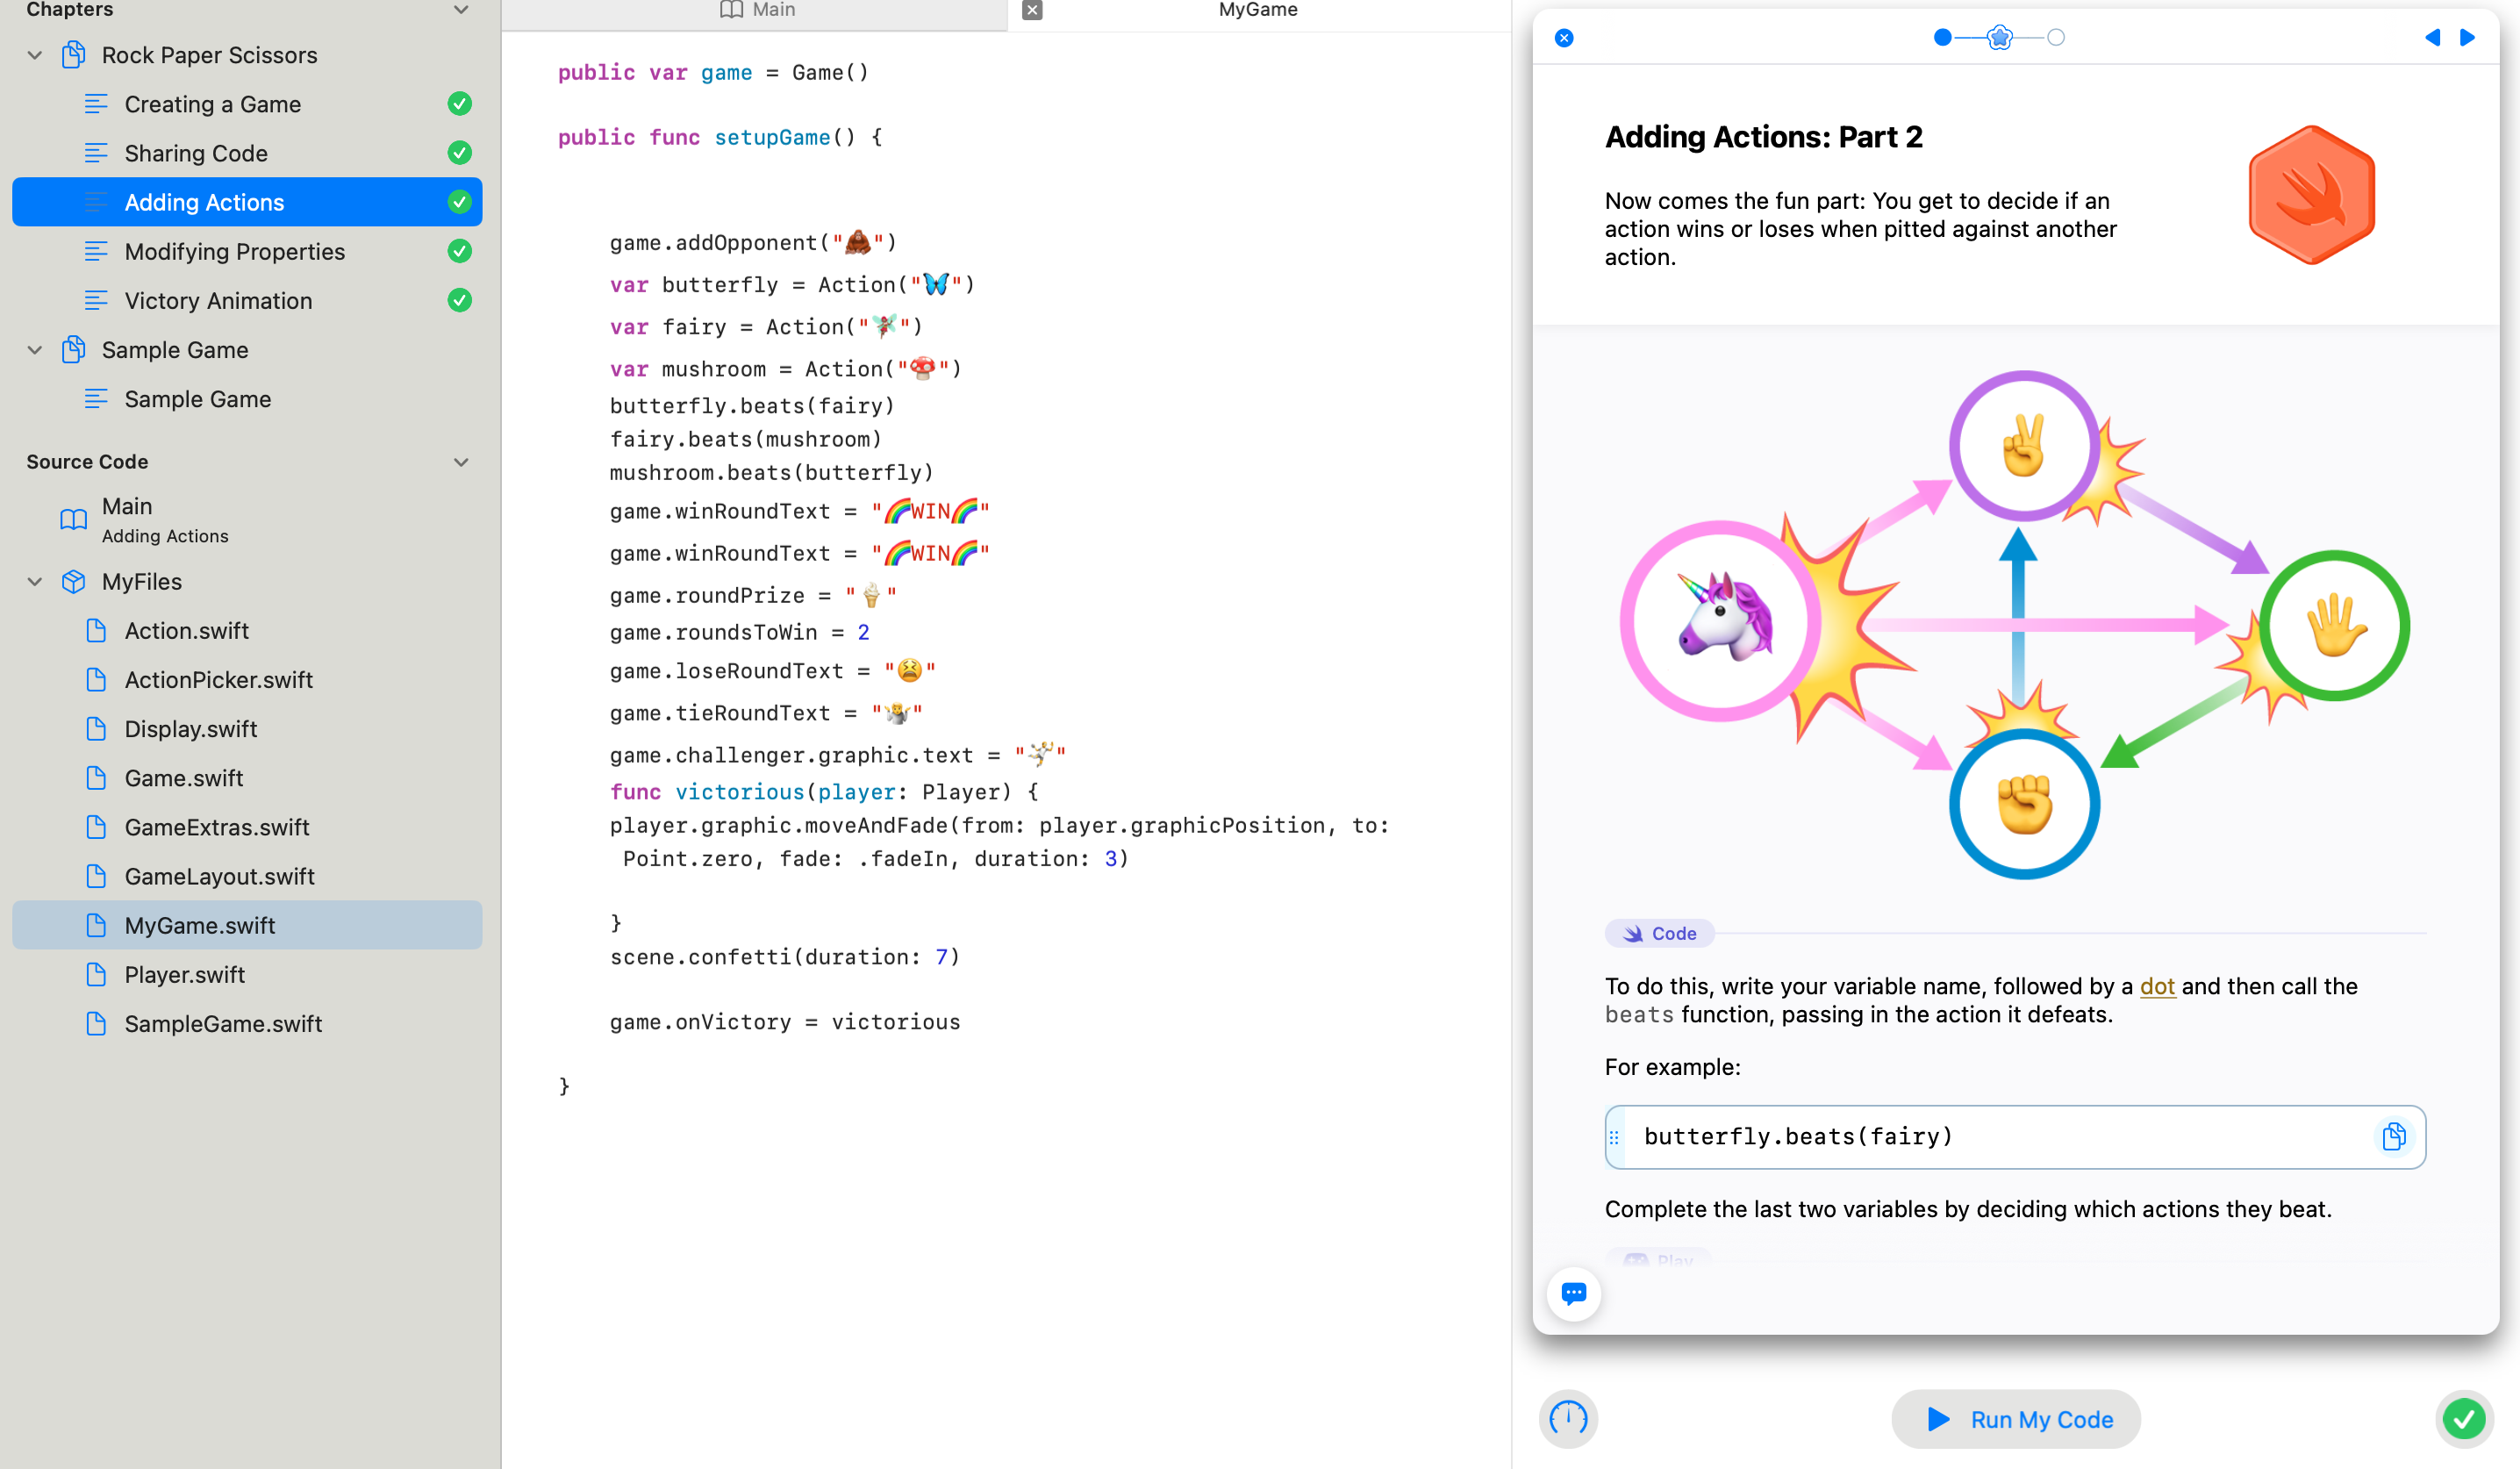 Chapters
Rock Paper Scissors
Creating a Game
Sharing Code
Adding Actions
Modifying Properties
Victory Animation
Sample Game
Sample Game
Source Code
Main
Adding Actions
MyFiles
Action.swift
ActionPicker.swift
Display.swift
Game.swift
GameExtras.swift
GameLayout.swift
MyGame.swift
Player.swift
SampleGame.swift
Main
MyGame
public var game = Game()
public func setupGame() {
game.addOpponent("🦧")
var butterfly = Action("🦋")
var fairy = Action("🧚")
var mushroom = Action("🍄")
butterfly.beats(fairy)
fairy.beats(mushroom)
mushroom.beats(butterfly)
game.winRoundText = "🌈WIN🌈"
game.winRoundText = "🌈WIN🌈"
game.roundPrize = "🍦"
game.roundsToWin = 2
game.loseRoundText = "😫"
game.tieRoundText = "🤷"
game.challenger.graphic.text = "🤾"
func victorious(player: Player) {
player.graphic.moveAndFade(from: player.graphicPosition, to:
Point.zero, fade: .fadeIn, duration: 3)
}
scene.confetti(duration: 7)
game.onVictory = victorious
}
Adding Actions: Part 2
Now comes the fun part: You get to decide if an
action wins or loses when pitted against another
action.
Code
To do this, write your variable name, followed by a dot and then call the
beats function, passing in the action it defeats.
For example:
butterfly.beats(fairy)
Complete the last two variables by deciding which actions they beat.
Play
Run My Code